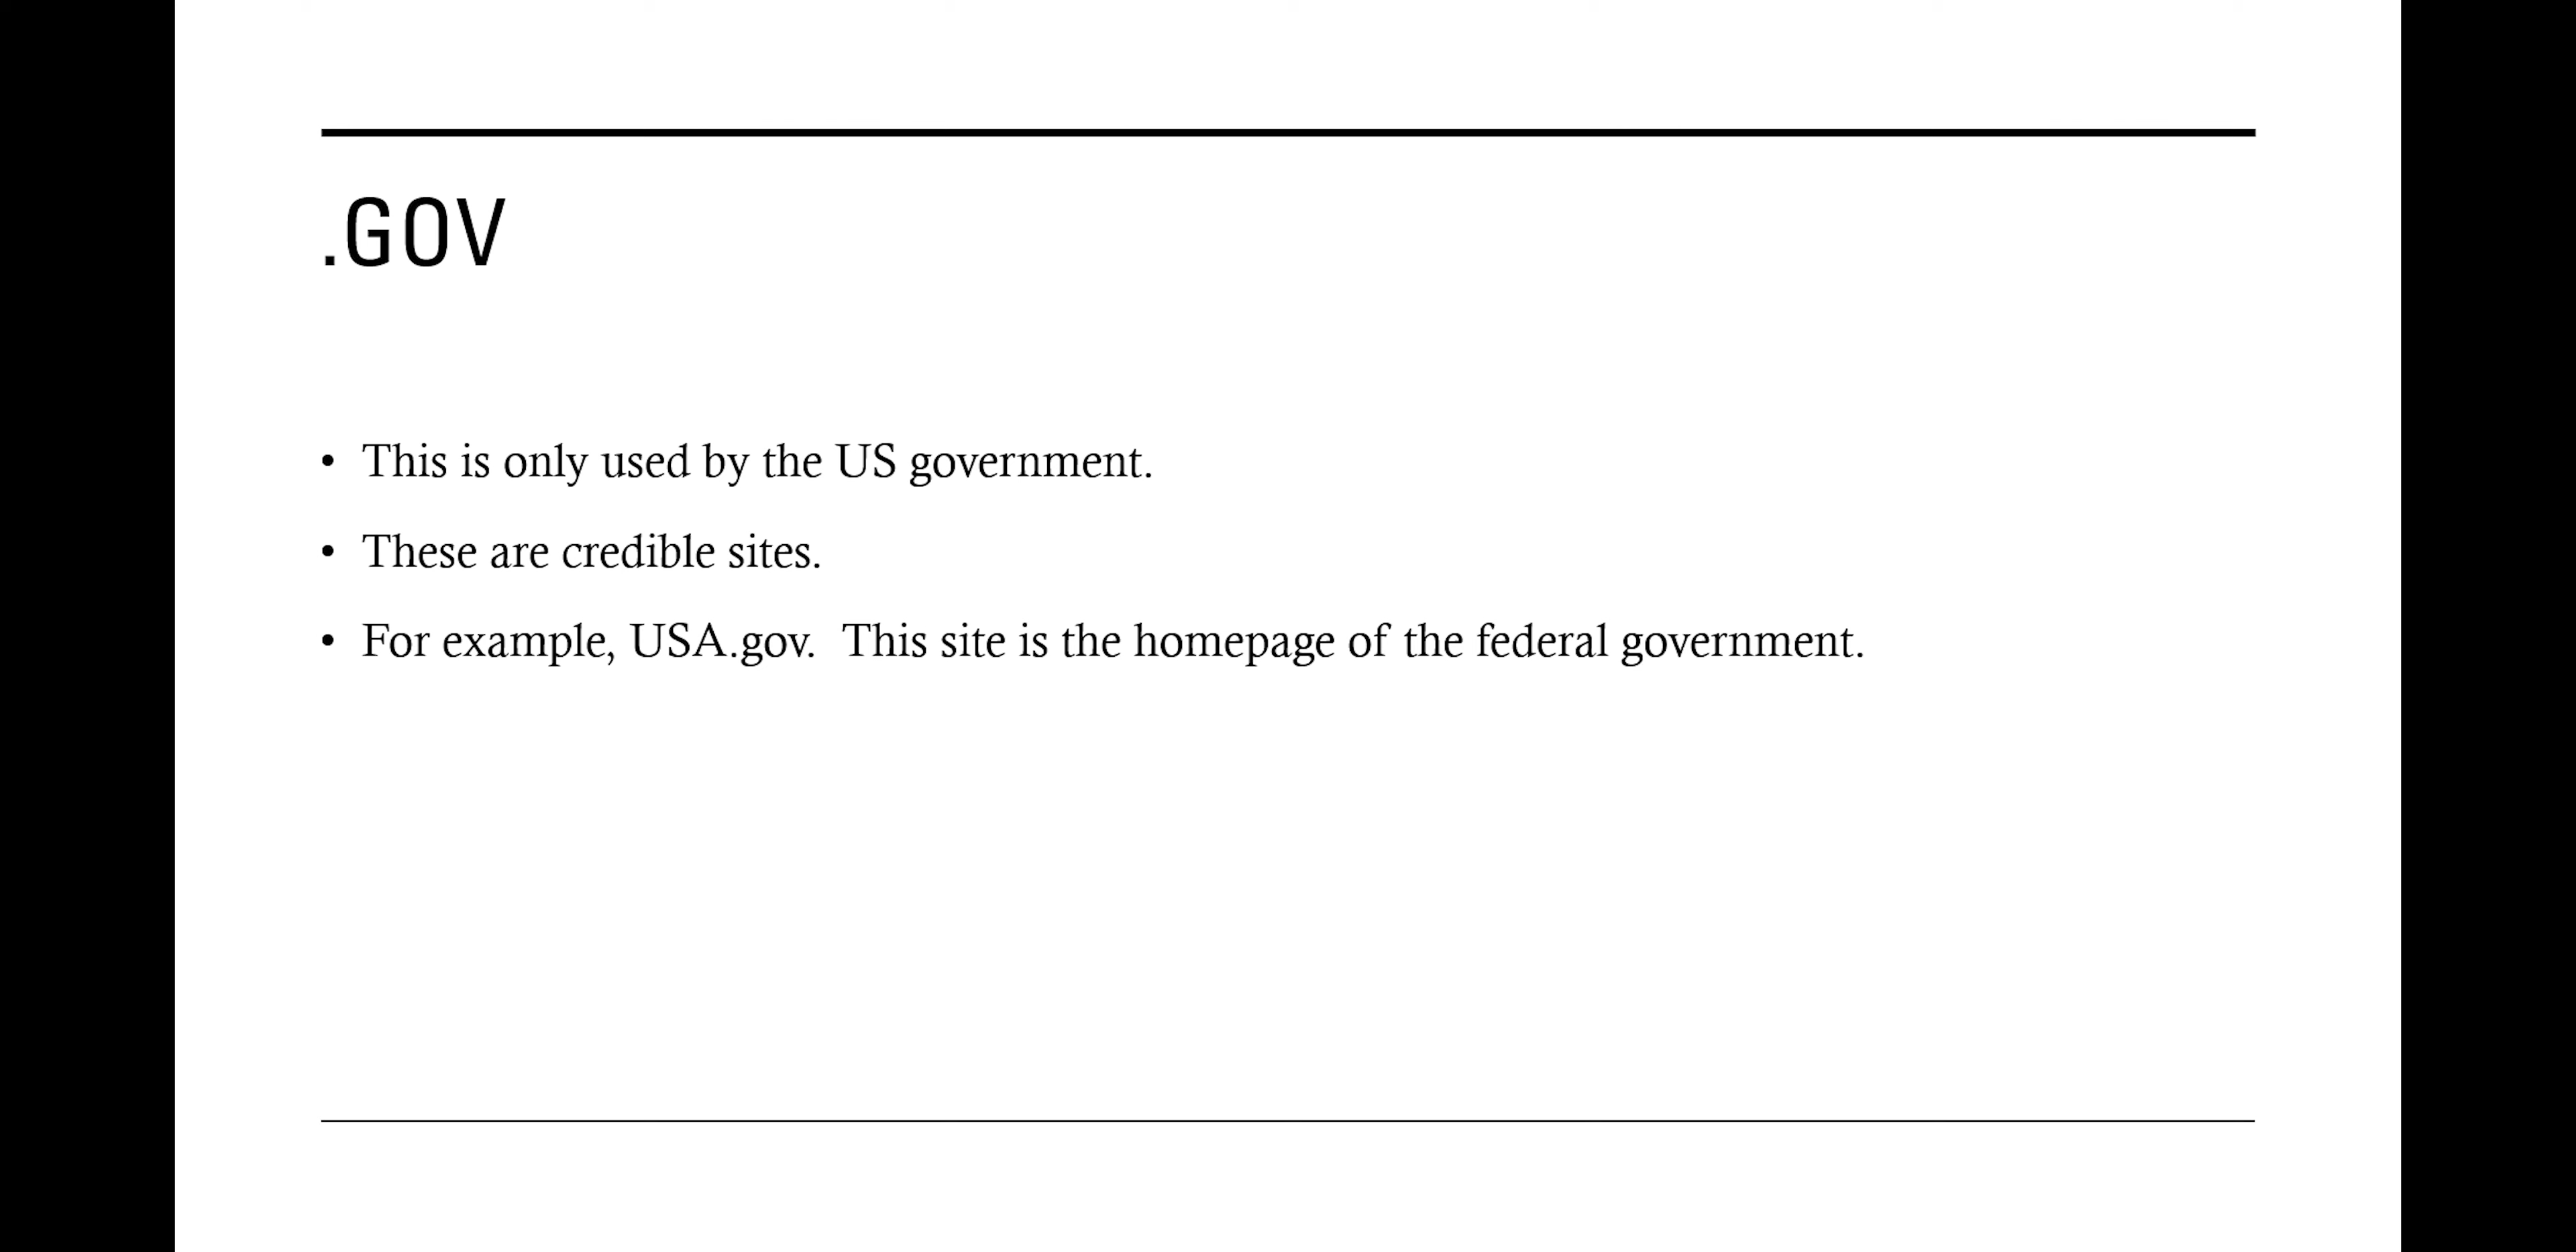 .GOV
• This is only used by the US government.
• These are credible sites.
• For example, USA.gov.  This site is the homepage of the federal government.